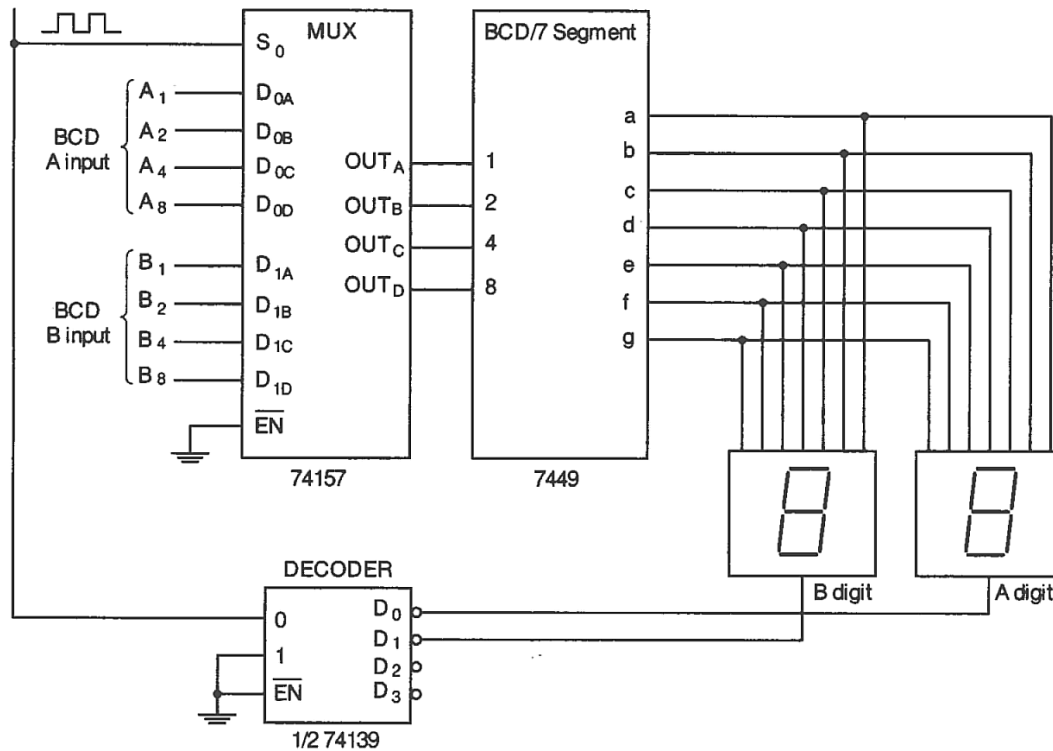 MUX
S0
BCD
A input
A1
A2
A4
A8
D0A
D0B
D0C
D0D
BCD
B input
B1
B2
B4
B8
D1A
D1B
D1C
D1D
EN
OUTA
OUTB
OUTC
OUTD
74157
BCD/7 Segment
1
2
4
8
a
b
c
d
e
f
g
7449
B digit
A digit
DECODER
0
1
EN
D0
D1
D2
D3
1/2 74139